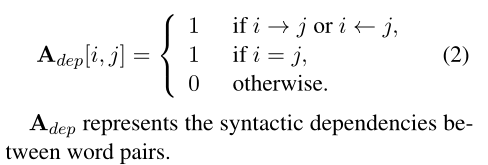 1 if i → j or i ← j,
A_dep[i, j] = { 1 if i = j, (2)
0 otherwise.
A_dep represents the syntactic dependencies be-
tween word pairs.